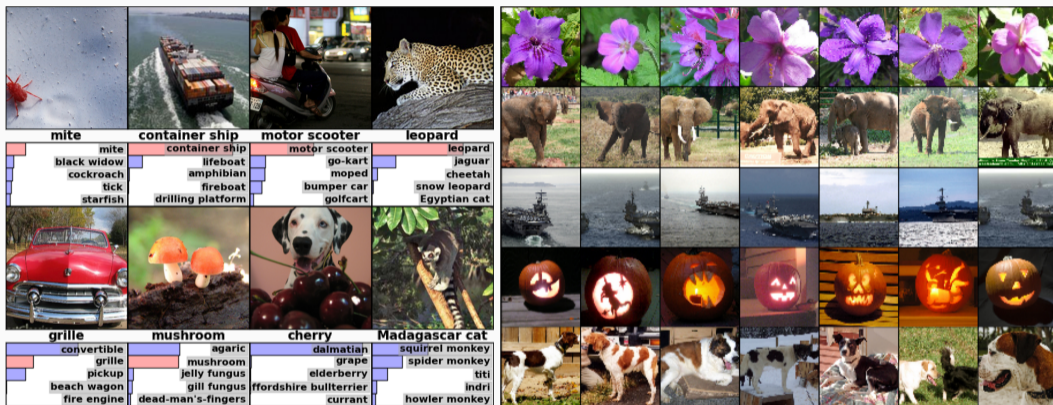 mite
container ship
motor scooter
leopard
mite
black widow
cockroach
tick
starfish
container ship
lifeboat
amphibian
fireboat
drilling platform
motor scooter
go-kart
moped
bumper car
golfcart
leopard
jaguar
cheetah
snow leopard
Egyptian cat
grille
mushroom
cherry
Madagascar cat
convertible
grille
pickup
beach wagon
fire engine
agaric
mushroom
jelly fungus
gill fungus
dead-man's-fingers
dalmatian
grape
elderberry
ffordshire bullterrier
currant
squirrel monkey
spider monkey
titi
indri
howler monkey